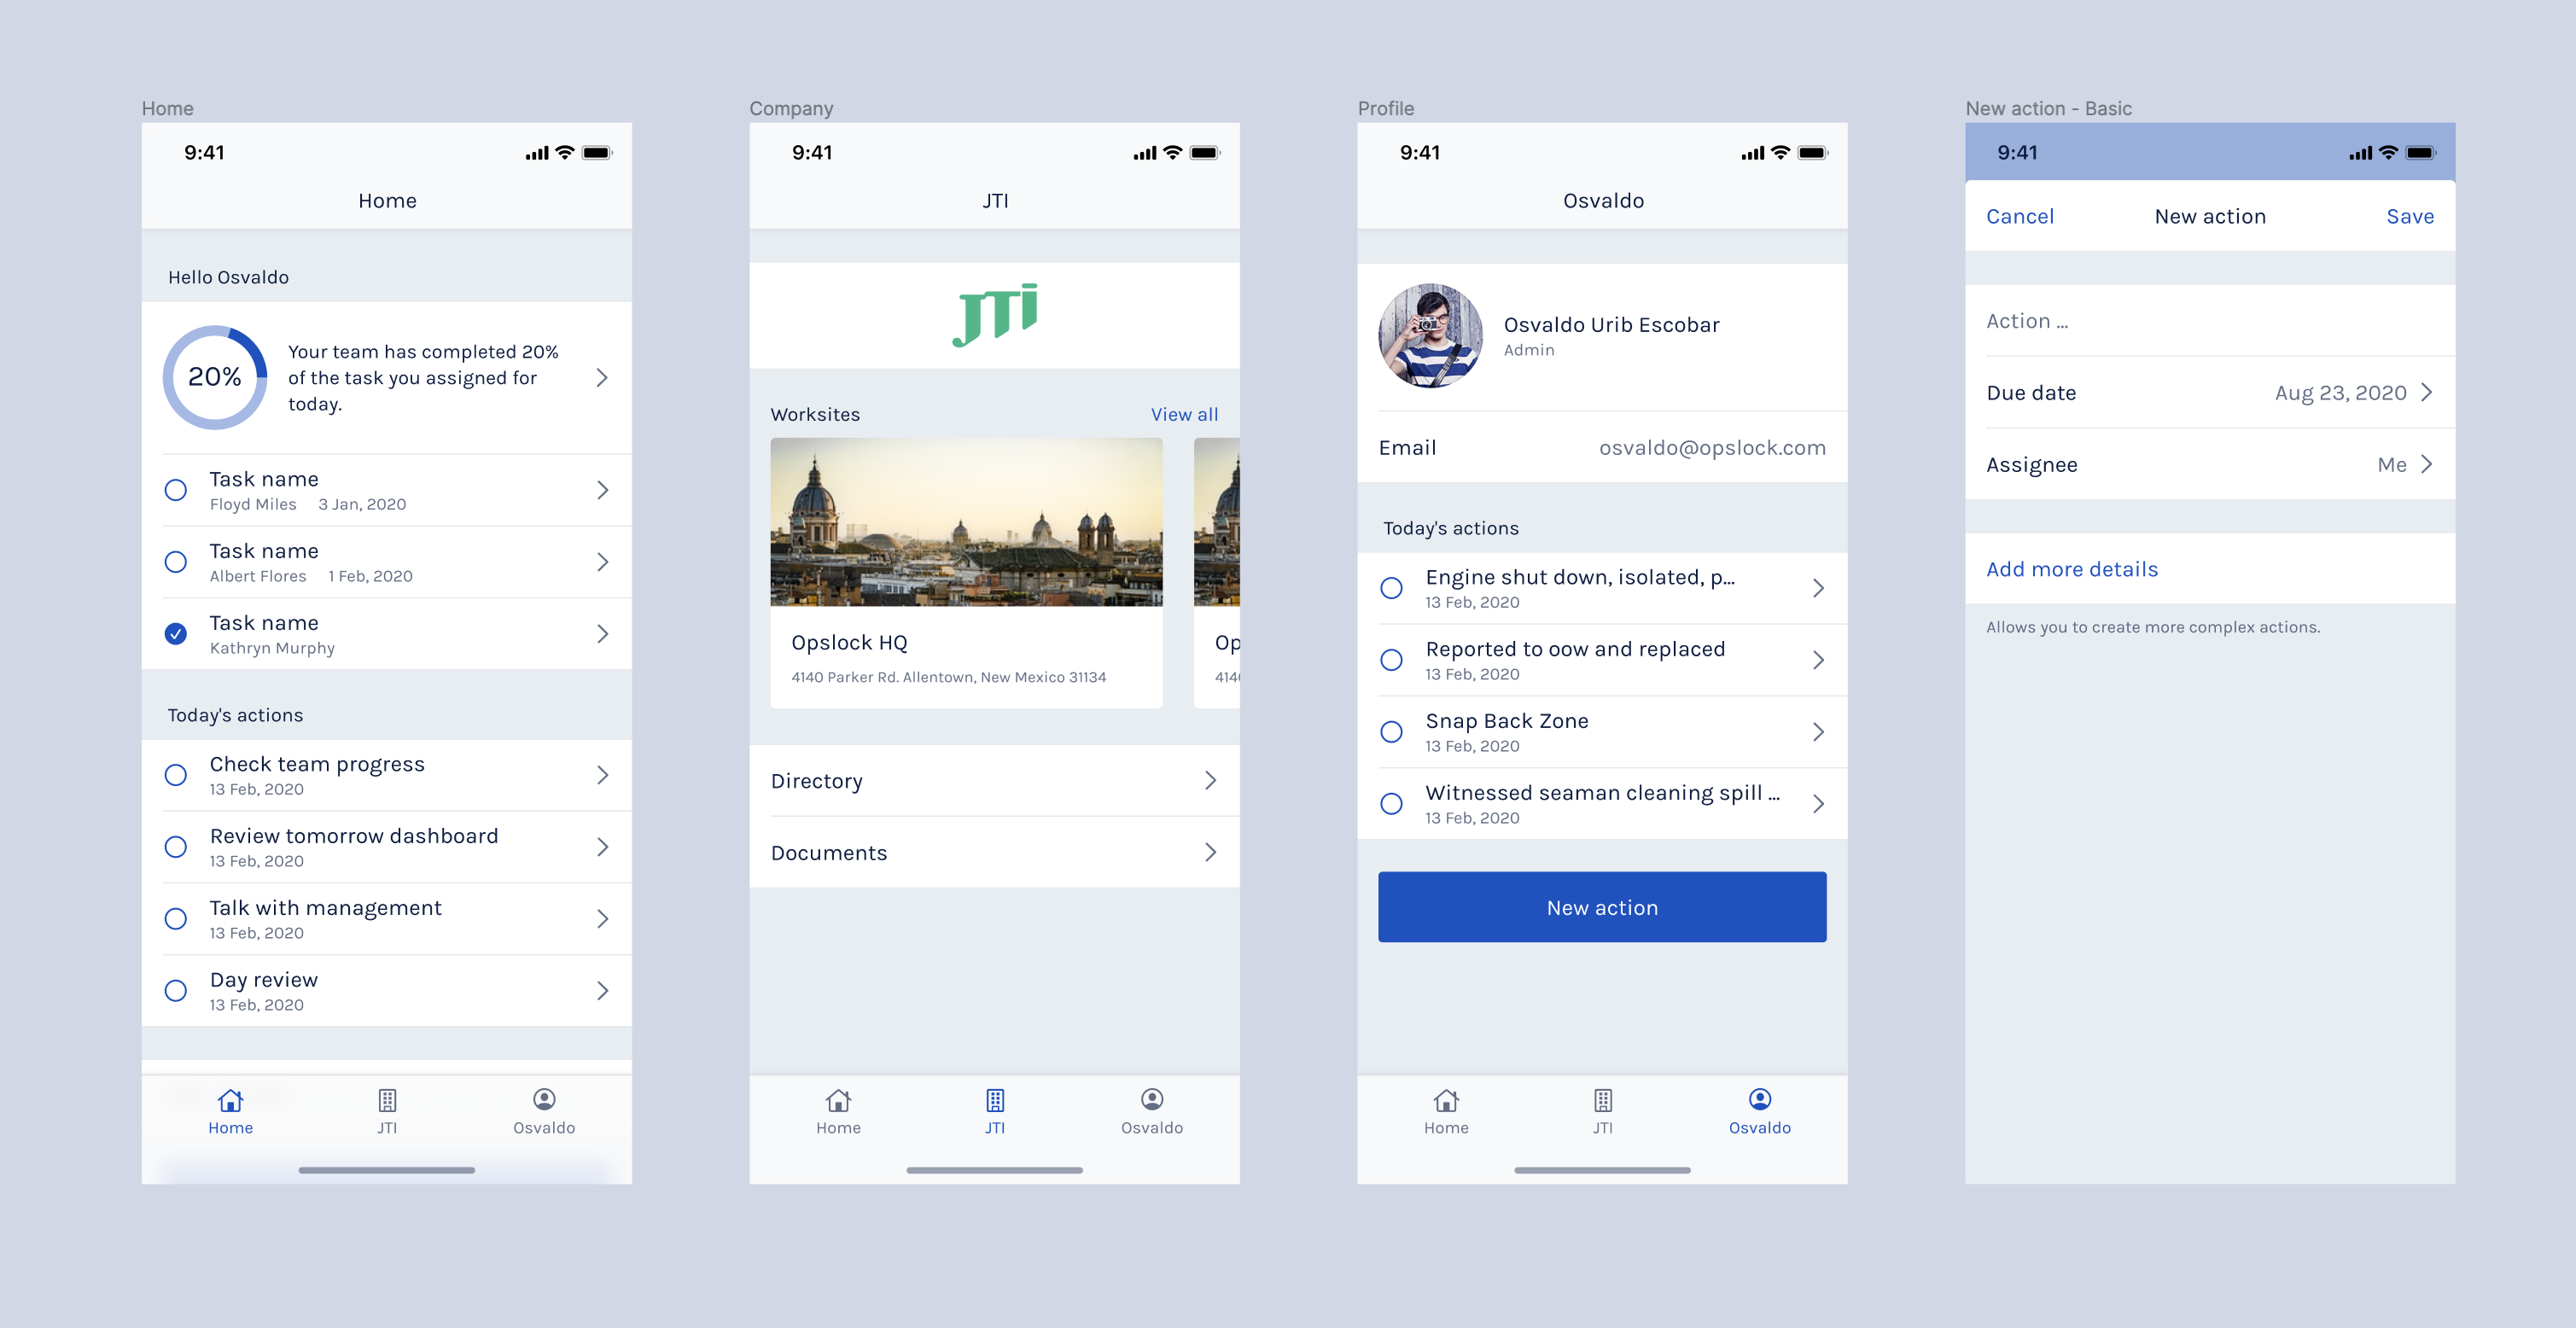 Home
9:41
Home
Hello Osvaldo
20%
Your team has completed 20%
of the task you assigned for
today.
Task name
Floyd Miles 3 Jan, 2020
Task name
Albert Flores 1 Feb, 2020
Task name
Kathryn Murphy
Today's actions
Check team progress
13 Feb, 2020
Review tomorrow dashboard
13 Feb, 2020
Talk with management
13 Feb, 2020
Day review
13 Feb, 2020
Home JTI Osvaldo
Company
9:41
JTI
JTi
Worksites View all
Opslock HQ
4140 Parker Rd. Allentown, New Mexico 31134
Op
414
Directory
Documents
Home JTI Osvaldo
Profile
9:41
Osvaldo
Osvaldo Urib Escobar
Admin
Email osvaldo@opslock.com
Today's actions
Engine shut down, isolated, p...
13 Feb, 2020
Reported to oow and replaced
13 Feb, 2020
Snap Back Zone
13 Feb, 2020
Witnessed seaman cleaning spill ...
13 Feb, 2020
New action
Home JTI Osvaldo
New action - Basic
9:41
Cancel New action Save
Action ...
Due date Aug 23, 2020
Assignee Me
Add more details
Allows you to create more complex actions.